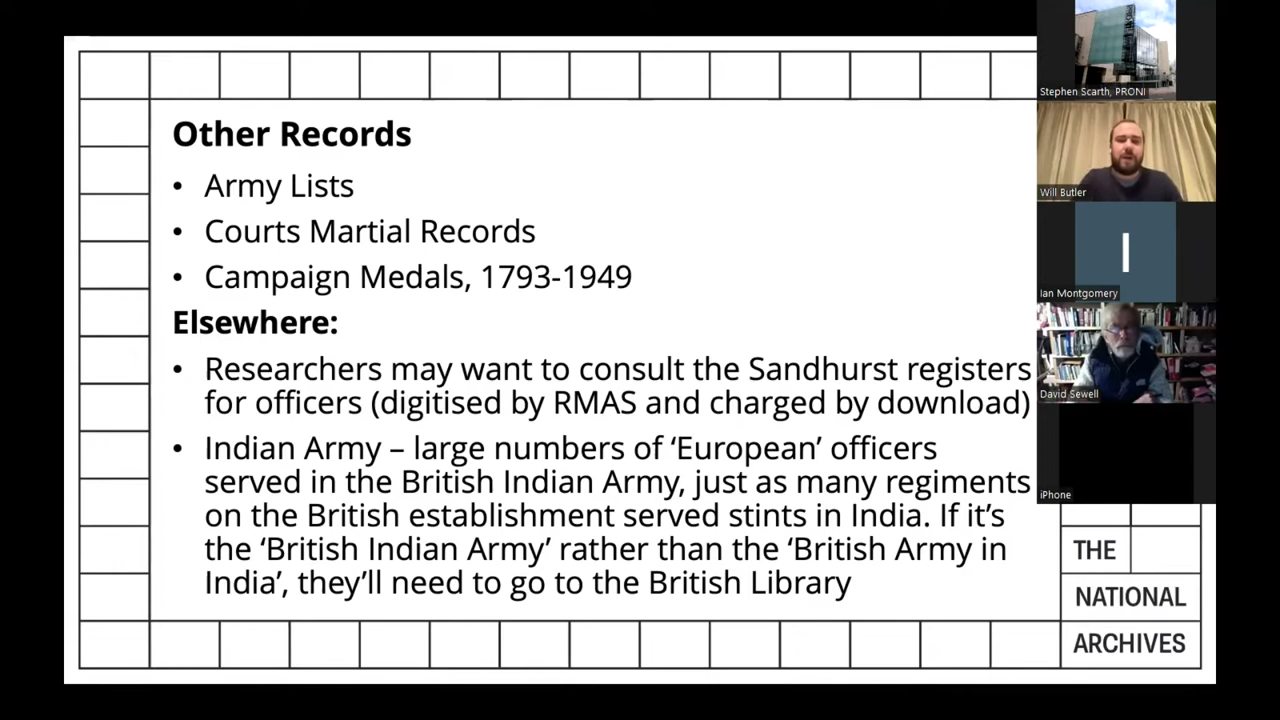 Other Records
• Army Lists
• Courts Martial Records
• Campaign Medals, 1793-1949
Elsewhere:
• Researchers may want to consult the Sandhurst registers
for officers (digitised by RMAS and charged by download)
• Indian Army – large numbers of ‘European’ officers
served in the British Indian Army, just as many regiments
on the British establishment served stints in India. If it’s
the ‘British Indian Army’ rather than the ‘British Army in
India’, they’ll need to go to the British Library
THE
NATIONAL
ARCHIVES
Stephen Scarth, PRONI
Will Butler
I
Ian Montgomery
David Sewell
iPhone